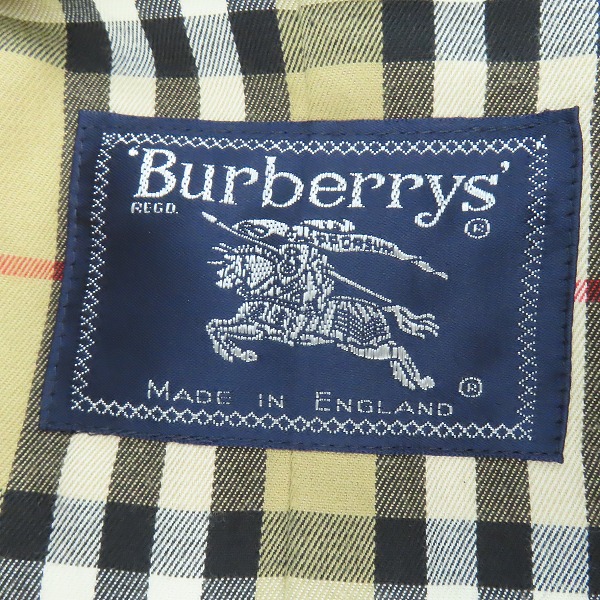 'Burberrys'
REGD. ®
PRORSUM
MADE IN ENGLAND ®